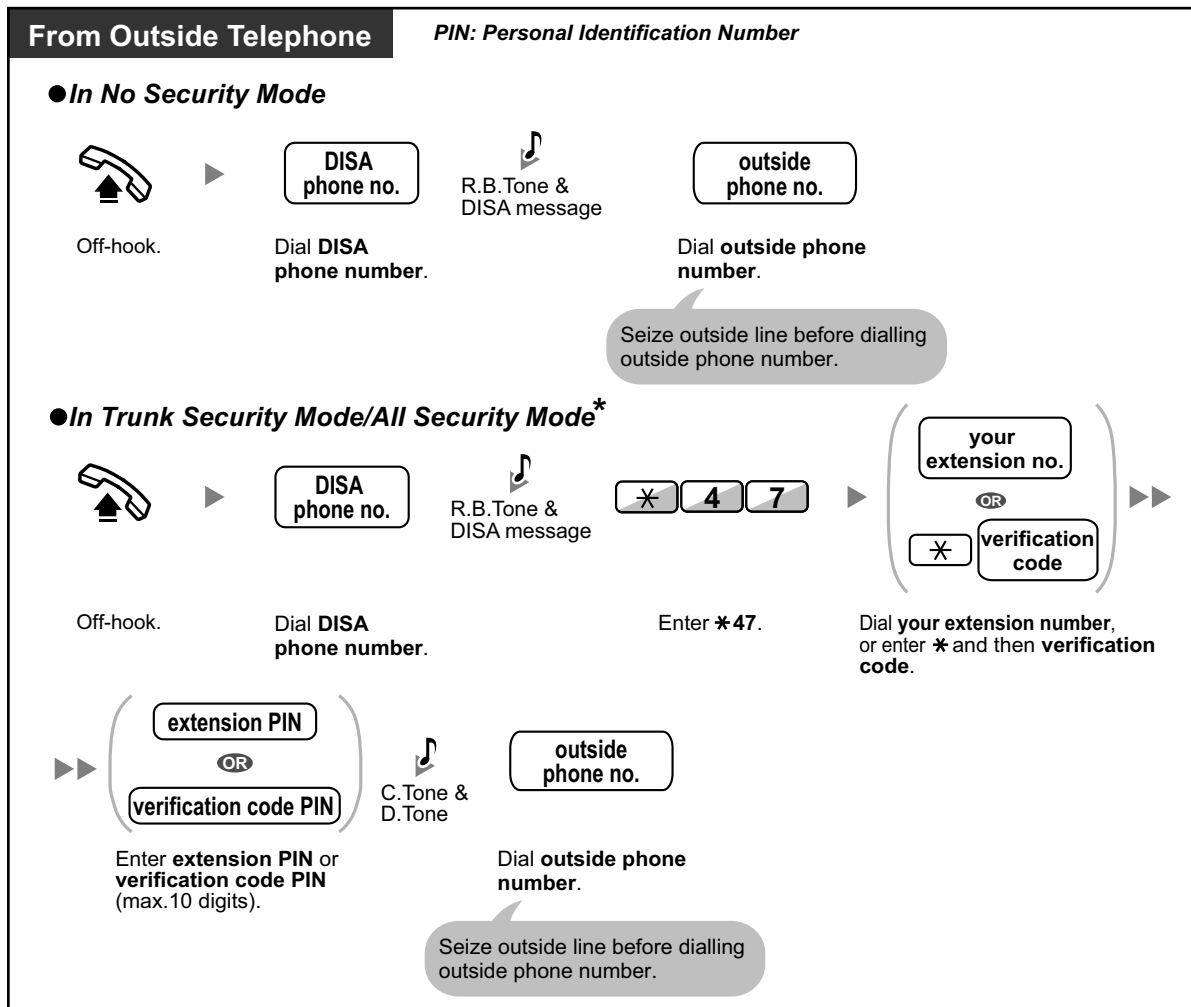 From Outside Telephone
PIN: Personal Identification Number
●In No Security Mode
DISA
phone no.
R.B.Tone &
DISA message
outside
phone no.
Off-hook.
Dial DISA
phone number.
Dial outside phone
number.
Seize outside line before dialling
outside phone number.
●In Trunk Security Mode/All Security Mode*
DISA
phone no.
R.B.Tone &
DISA message
* 4 7
your
extension no.
OR
* verification
code
Off-hook.
Dial DISA
phone number.
Enter *47.
Dial your extension number,
or enter * and then verification
code.
extension PIN
OR
verification code PIN
C.Tone &
D.Tone
outside
phone no.
Enter extension PIN or
verification code PIN
(max.10 digits).
Dial outside phone
number.
Seize outside line before dialling
outside phone number.